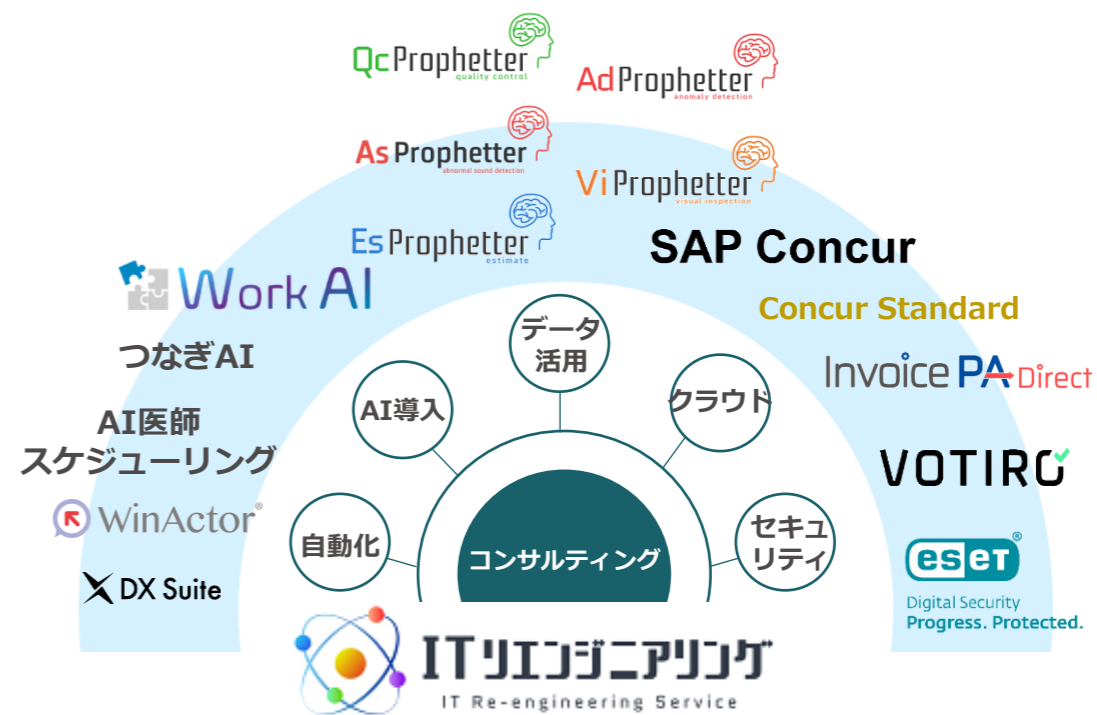 QcProphetter
quality control
AdProphetter
anomaly detection
AsProphetter
abnormal sound detection
ViProphetter
visual inspection
EsProphetter
estimate
SAP Concur
Work AI
Concur Standard
つなぎAI
Invoice PA Direct
AI医師
スケジューリング
WinActor®
DX Suite
データ
活用
AI導入
クラウド
自動化
セキュ
リティ
コンサルティング
VOTIRO
eseT®
Digital Security
Progress. Protected.
ITリエンジニアリング
IT Re-engineering Service